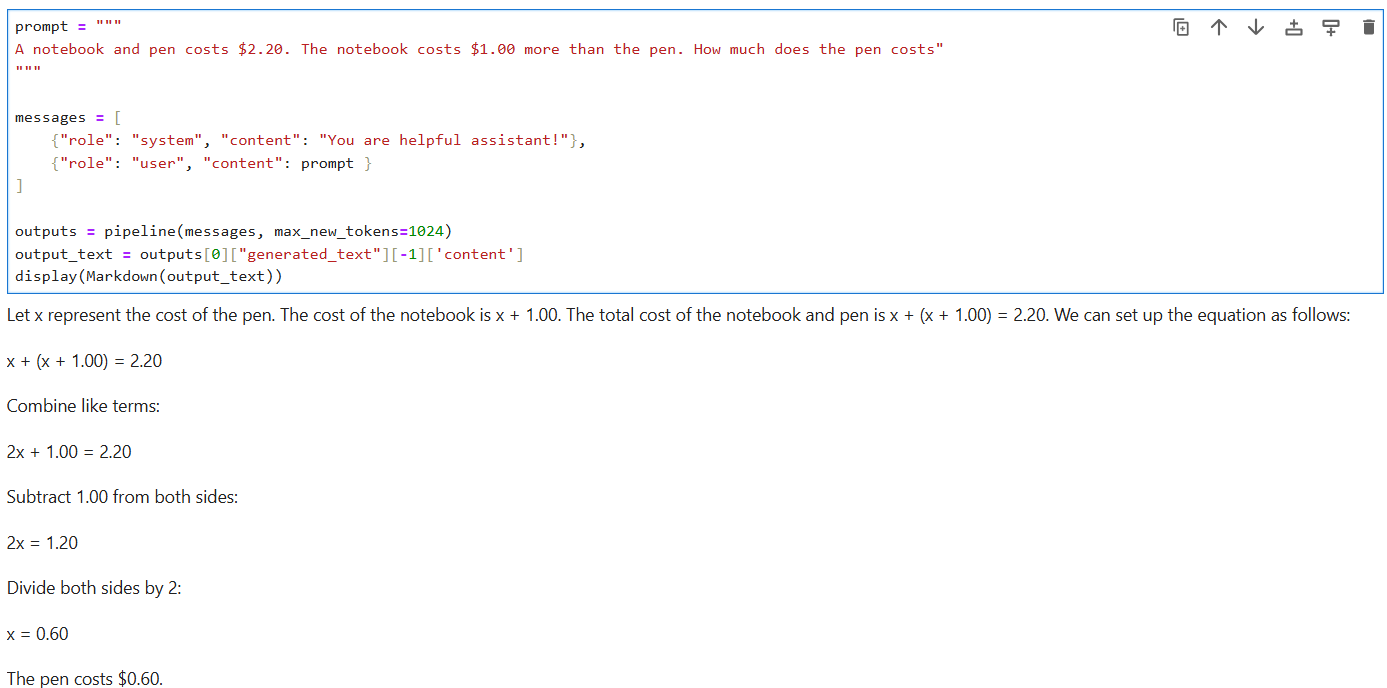 prompt = """
A notebook and pen costs $2.20. The notebook costs $1.00 more than the pen. How much does the pen costs"
"""
messages = [
    {"role": "system", "content": "You are helpful assistant!"},
    {"role": "user", "content": prompt }
]
outputs = pipeline(messages, max_new_tokens=1024)
output_text = outputs[0]["generated_text"][-1]['content']
display(Markdown(output_text))
Let x represent the cost of the pen. The cost of the notebook is x + 1.00. The total cost of the notebook and pen is x + (x + 1.00) = 2.20. We can set up the equation as follows:
x + (x + 1.00) = 2.20
Combine like terms:
2x + 1.00 = 2.20
Subtract 1.00 from both sides:
2x = 1.20
Divide both sides by 2:
x = 0.60
The pen costs $0.60.